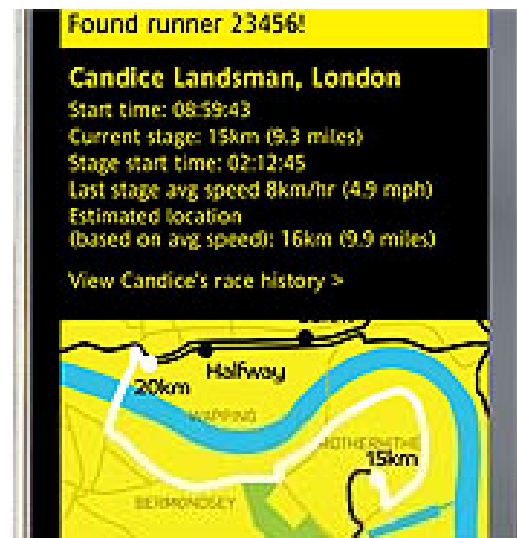 Found runner 23456!
Candice Landsman, London
Start time: 08:59:43
Current stage: 15km (9.3 miles)
Stage start time: 02:12:45
Last stage avg speed 8km/hr (4.9 mph)
Estimated location
(based on avg speed): 16km (9.9 miles)
View Candice's race history >
Halfway
20km
WAPPING
ROTHERHITHE
15km
BERMONDSEY